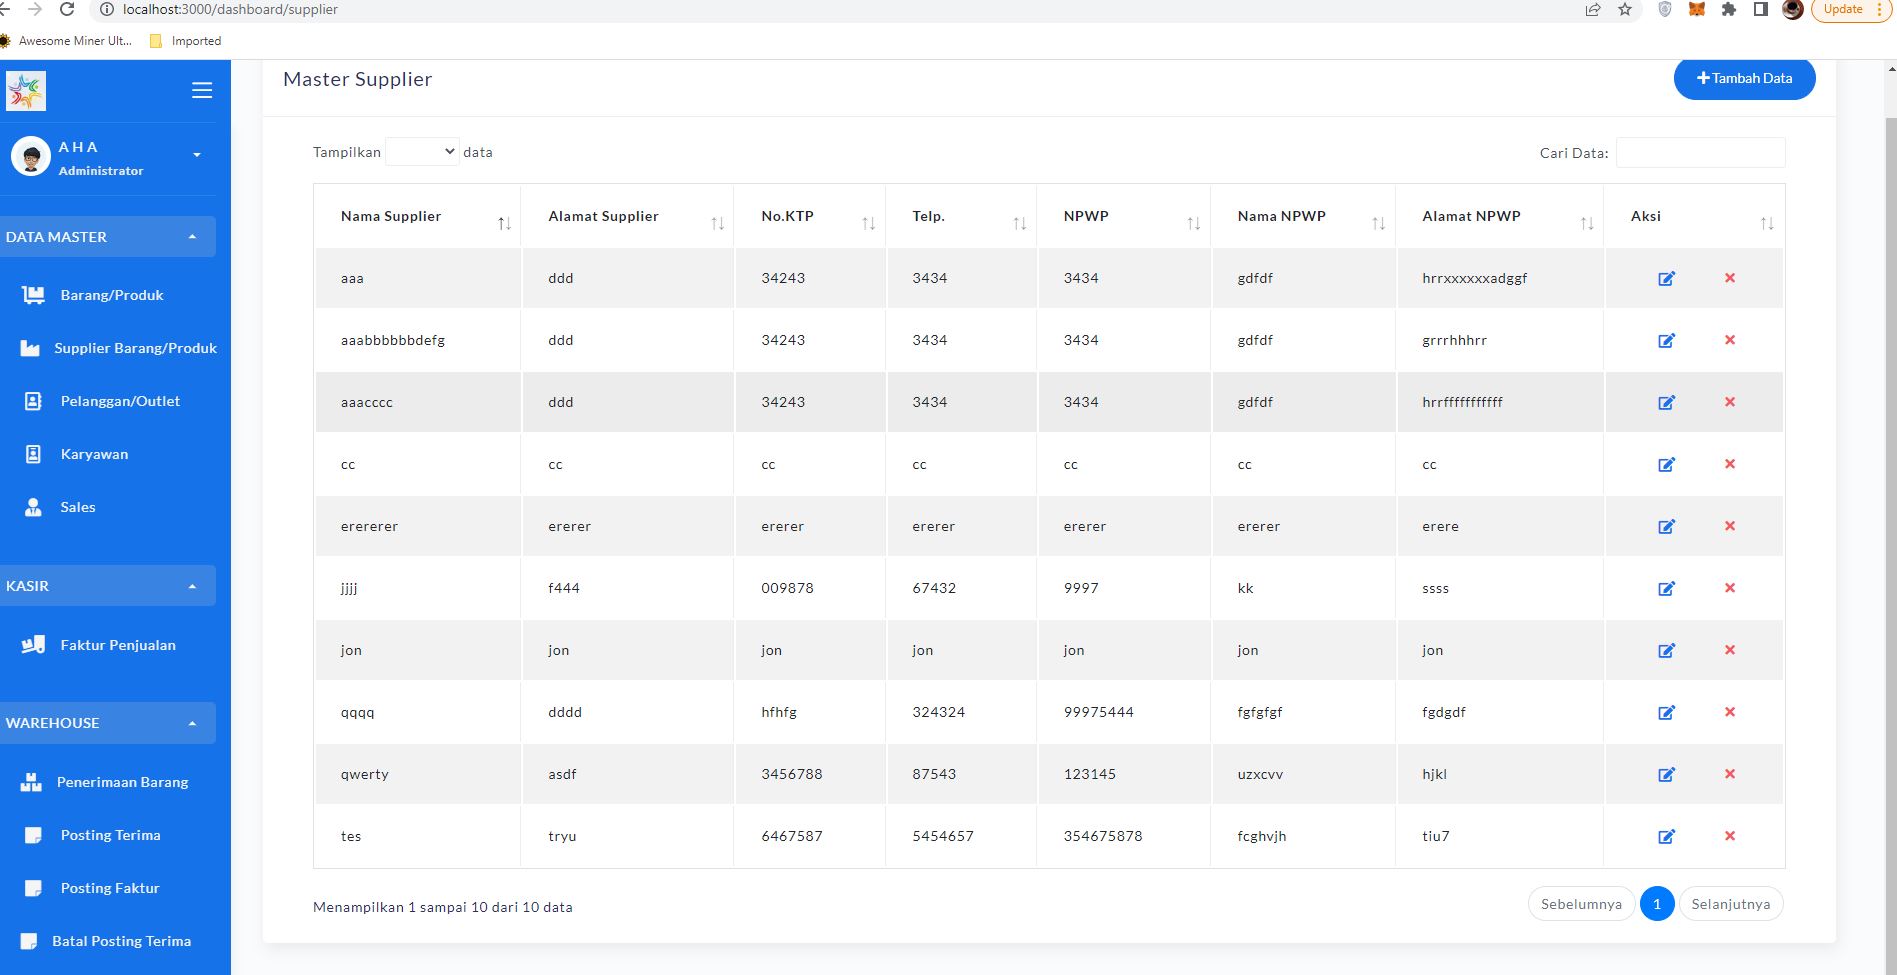 localhost:3000/dashboard/supplier
Update
Awesome Miner Ult...
Imported
Master Supplier
Tambah Data
A H A
Administrator
DATA MASTER
Barang/Produk
Supplier Barang/Produk
Pelanggan/Outlet
Karyawan
Sales
KASIR
Faktur Penjualan
WAREHOUSE
Penerimaan Barang
Posting Terima
Posting Faktur
Batal Posting Terima
Tampilkan data
Cari Data:
Nama Supplier Alamat Supplier No.KTP Telp. NPWP Nama NPWP Alamat NPWP Aksi
aaa ddd 34243 3434 3434 gdfdf hrrxxxxxxadggf
aaabbbbbbdefg ddd 34243 3434 3434 gdfdf grrrhhhrr
aaacccc ddd 34243 3434 3434 gdfdf hrrfffffffffff
cc cc cc cc cc cc cc
erererer ererer ererer ererer ererer ererer erere
jjjj f444 009878 67432 9997 kk ssss
jon jon jon jon jon jon jon
qqqq dddd hfhfg 324324 99975444 fgfgfgf fgdgdf
qwerty asdf 3456788 87543 123145 uzxcvv hjkl
tes tryu 6467587 5454657 354675878 fcghvjh tiu7
Menampilkan 1 sampai 10 dari 10 data
Sebelumnya 1 Selanjutnya